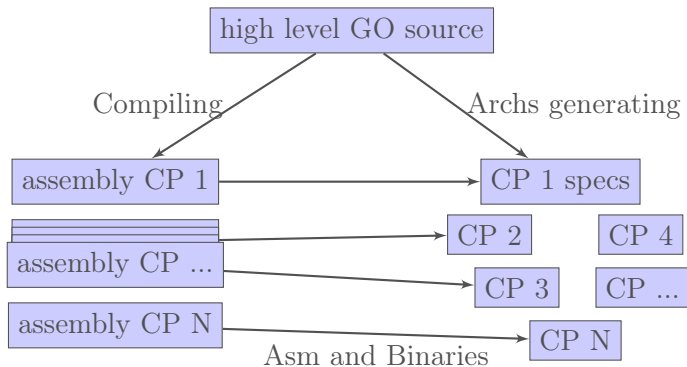 high level GO source
Compiling
Archs generating
assembly CP 1
CP 1 specs
CP 2
CP 4
assembly CP ...
CP 3
CP ...
assembly CP N
CP N
Asm and Binaries